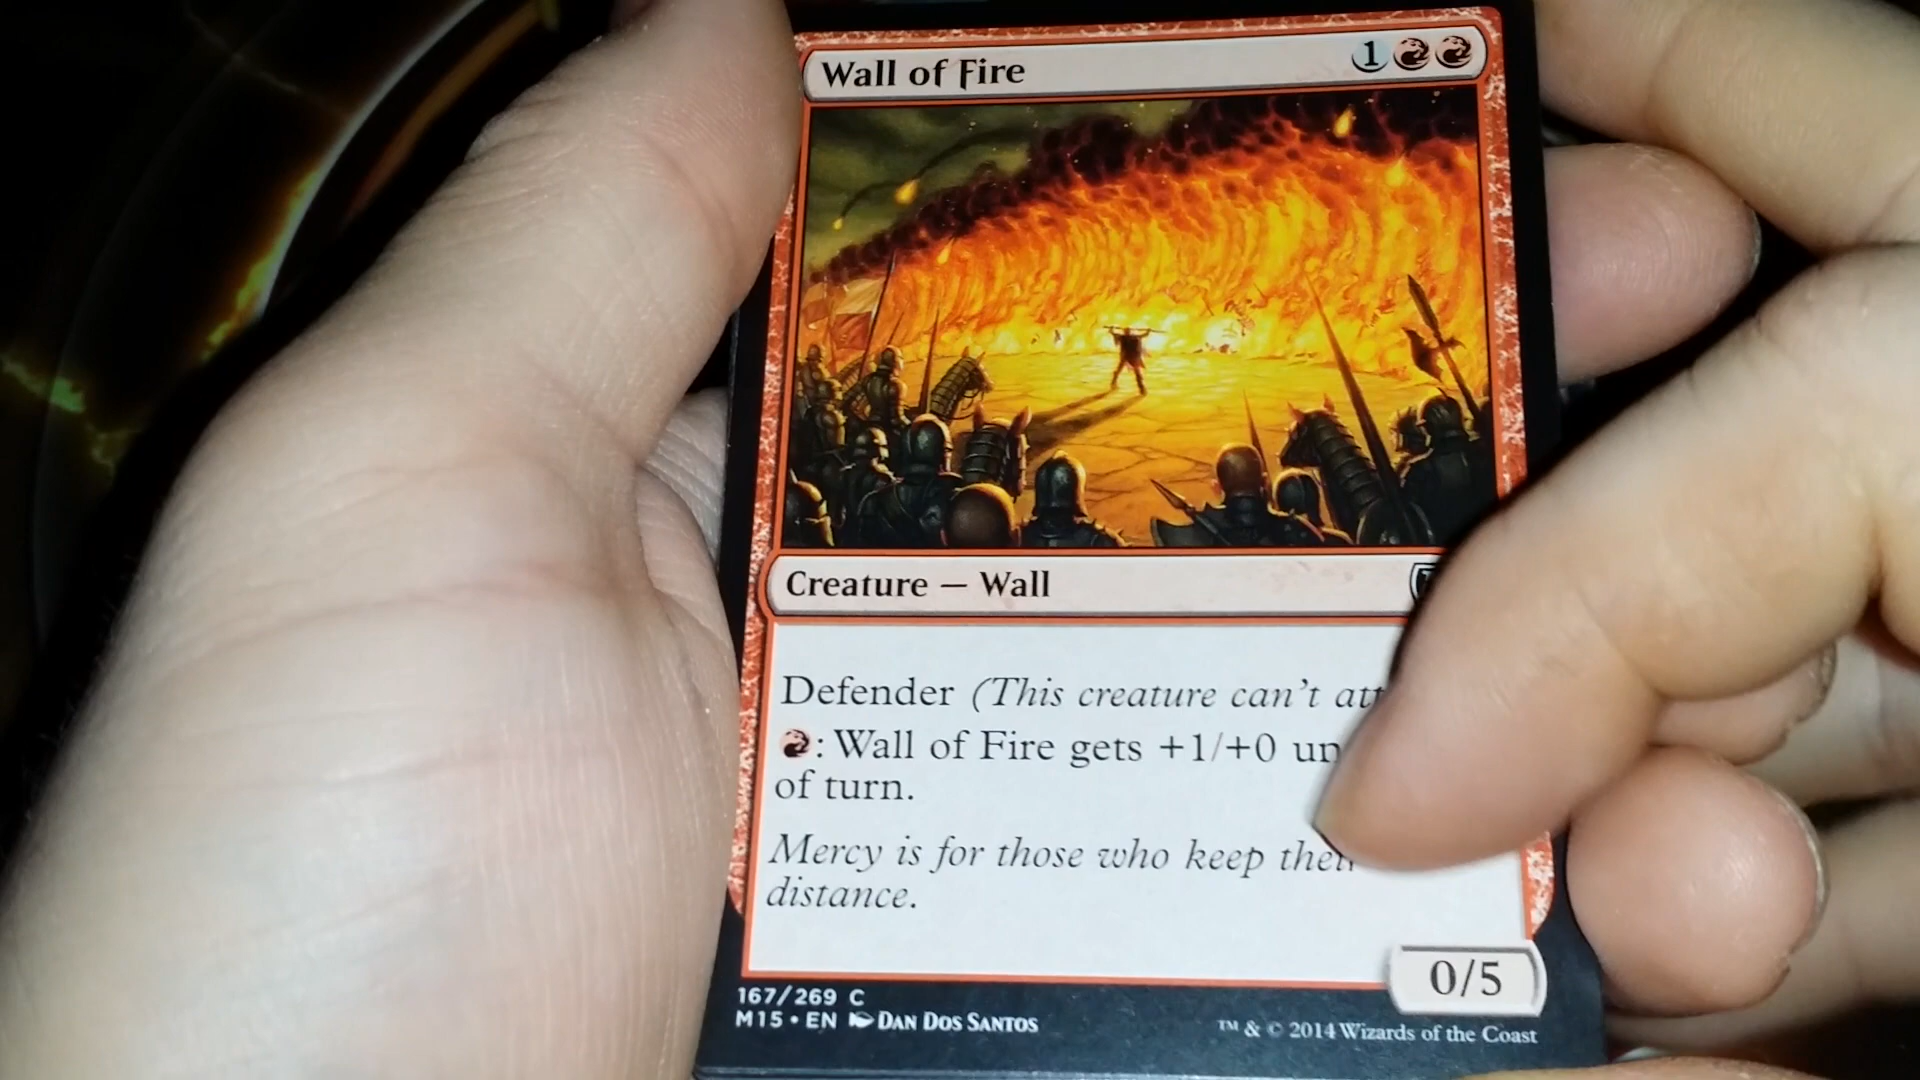 Wall of Fire 1
Creature — Wall
Defender (This creature can't att
: Wall of Fire gets +1/+0 un
of turn.
Mercy is for those who keep their
distance.
0/5
167/269 C
M15 • EN DAN DOS SANTOS
™ & © 2014 Wizards of the Coast